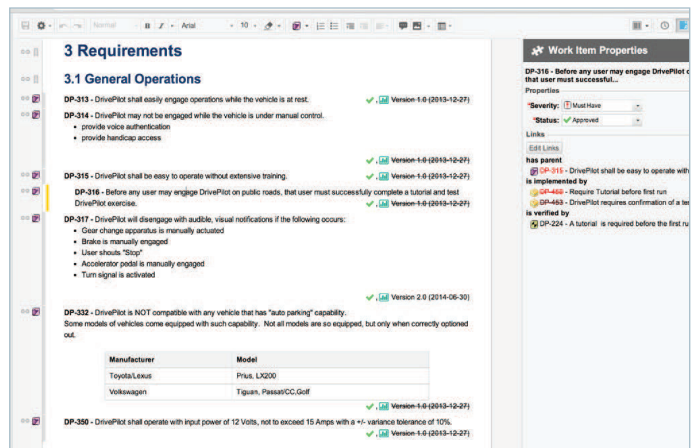 Normal B I Arial 10
3 Requirements
3.1 General Operations
DP-313 - DrivePilot shall easily engage operations while the vehicle is at rest. , Version 1.0 (2013-12-27)
DP-314 - DrivePilot may not be engaged while the vehicle is under manual control.
• provide voice authentication
• provide handicap access
, Version 1.0 (2013-12-27)
DP-315 - DrivePilot shall be easy to operate without extensive training. , Version 1.0 (2013-12-27)
DP-316 - Before any user may engage DrivePilot on public roads, that user must successfully complete a tutorial and test
DrivePilot exercise. , Version 1.0 (2013-12-27)
DP-317 - DrivePilot will disengage with audible, visual notifications if the following occurs:
• Gear change apparatus is manually actuated
• Brake is manually engaged
• User shouts "Stop"
• Accelerator pedal is manually engaged
• Turn signal is activated
, Version 2.0 (2014-06-30)
DP-332 - DrivePilot is NOT compatible with any vehicle that has "auto parking" capability.
Some models of vehicles come equipped with such capability. Not all models are so equipped, but only when correctly optioned
out.
Manufacturer Model
Toyota/Lexus Prius, LX200
Volkswagen Tiguan, Passat/CC,Golf
, Version 1.0 (2013-12-27)
DP-350 - DrivePilot shall operate with input power of 12 Volts, not to exceed 15 Amps with a +/- variance tolerance of 10%.
, Version 1.0 (2013-12-27)
Work Item Properties
DP-316 - Before any user may engage DrivePilot o
that user must successful...
Properties
*Severity: Must Have
*Status: Approved
Links
Edit Links
has parent
DP-315 - DrivePilot shall be easy to operate with
is implemented by
DP-460 - Require Tutorial before first run
DP-463 - DrivePilot requires confirmation of a te
is verified by
DP-224 - A tutorial is required before the first ru